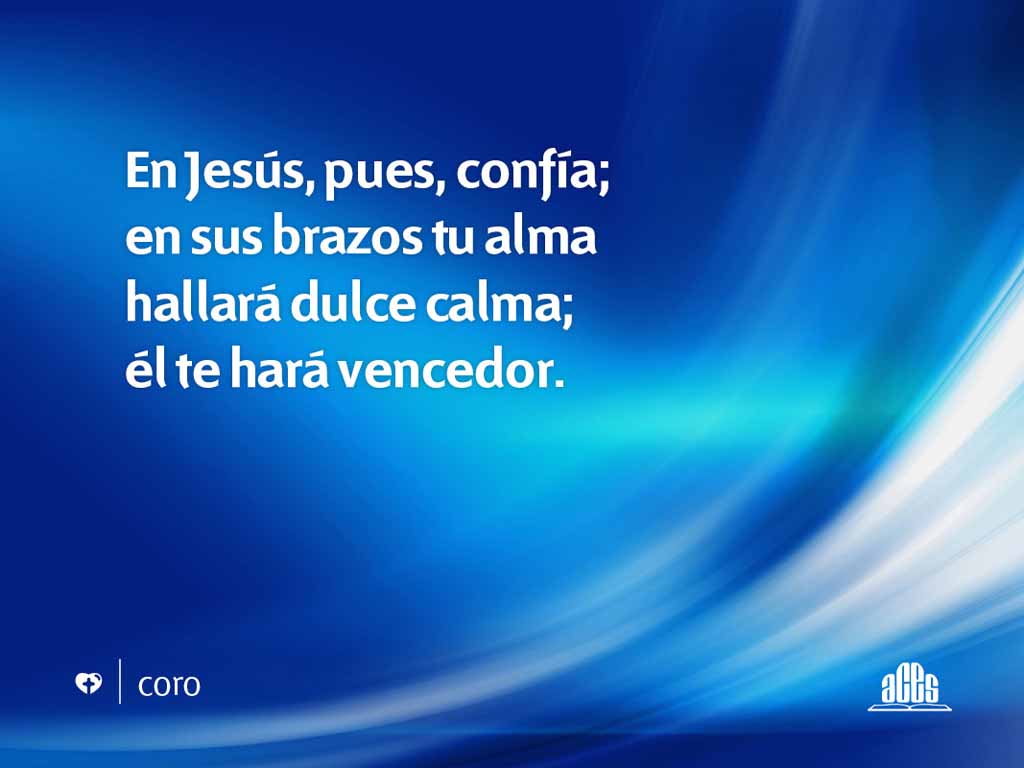 En Jesús, pues, confía;
en sus brazos tu alma
hallará dulce calma;
él te hará vencedor.
coro
aces